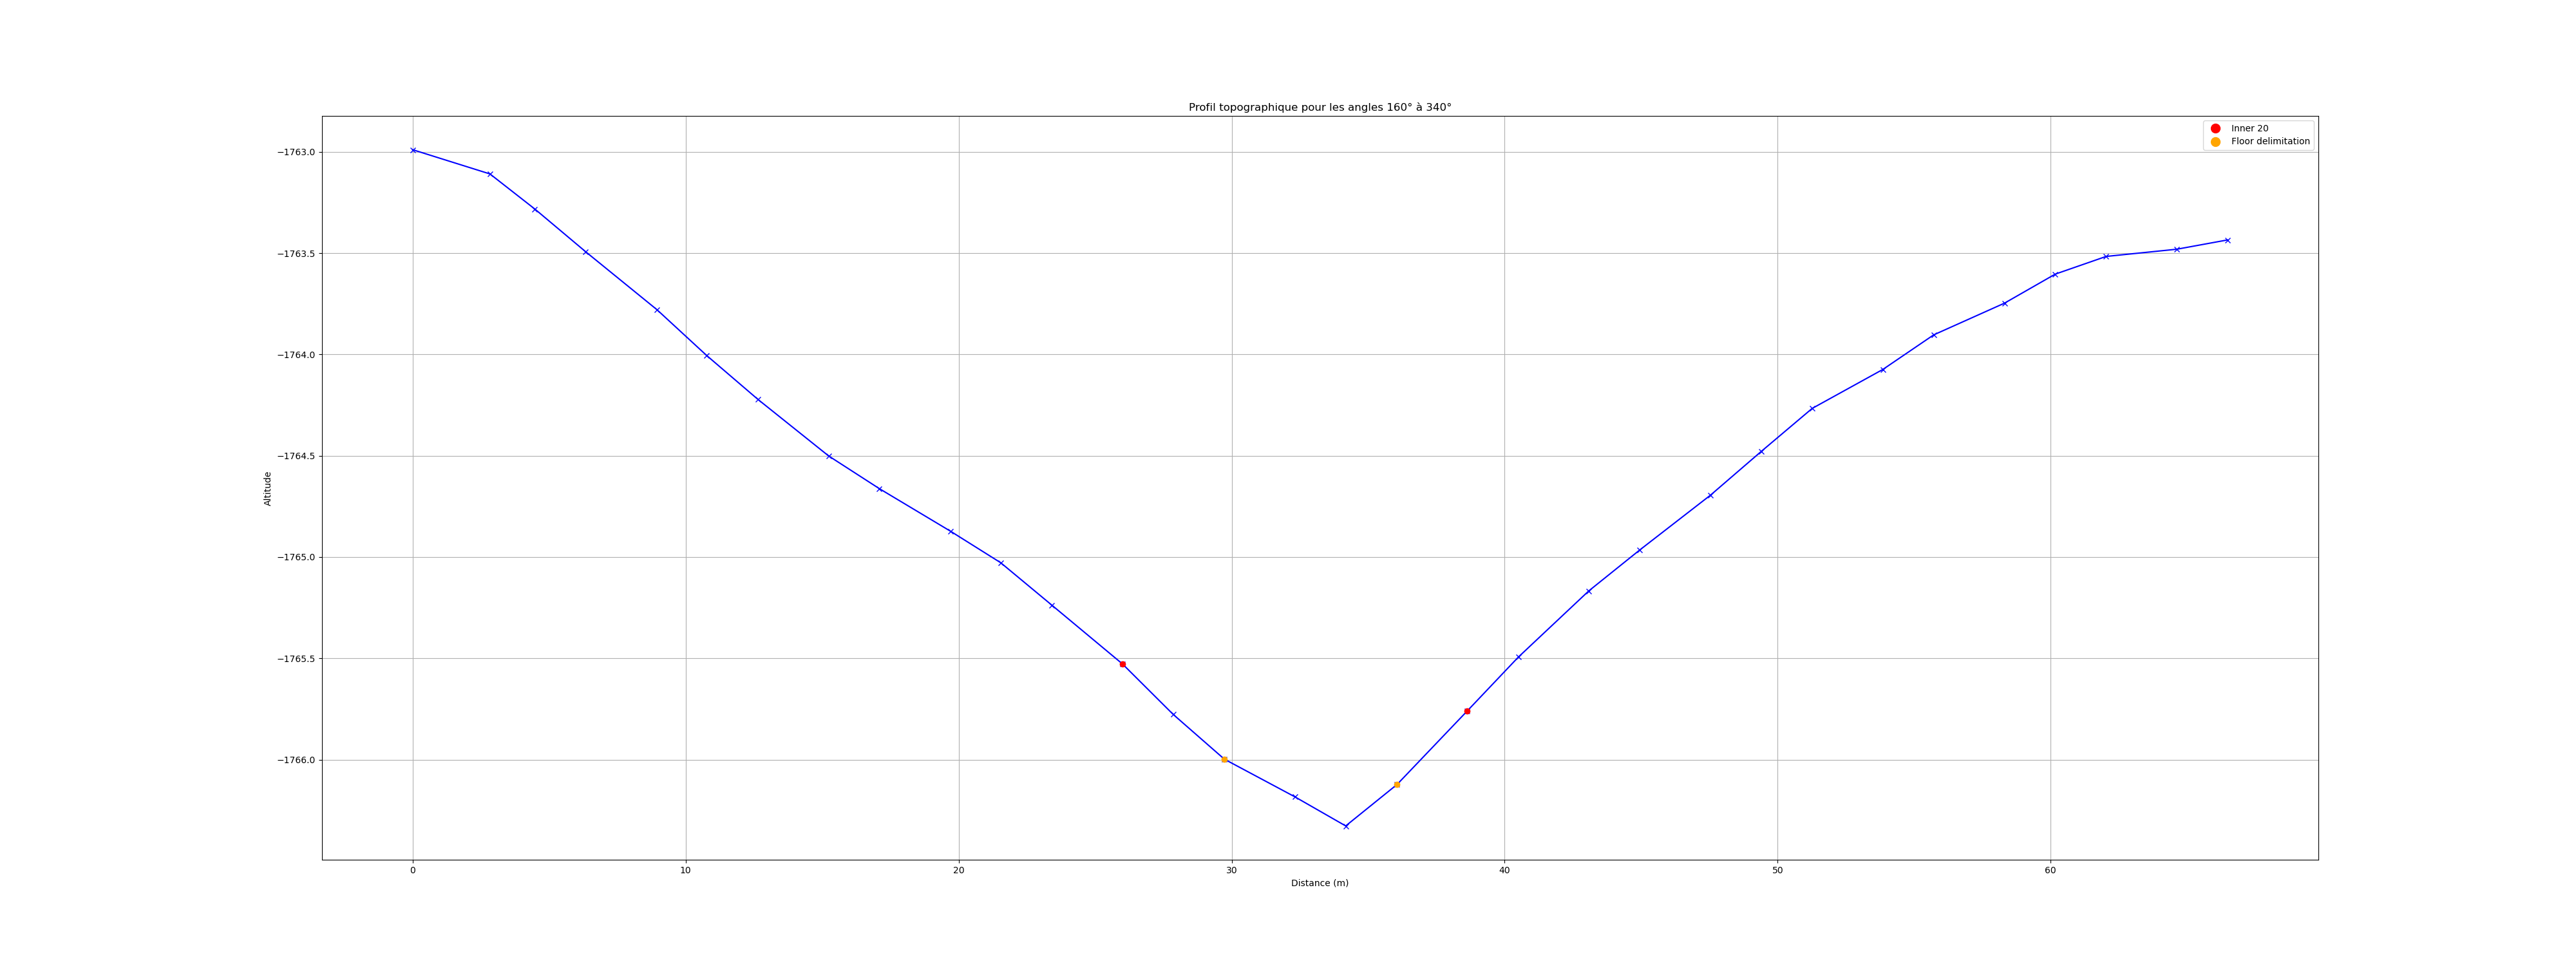 Profil topographique pour les angles 160° à 340°
Inner 20
Floor delimitation
−1763.0
−1763.5
−1764.0
−1764.5
−1765.0
−1765.5
−1766.0
Altitude
0 10 20 30 40 50 60
Distance (m)